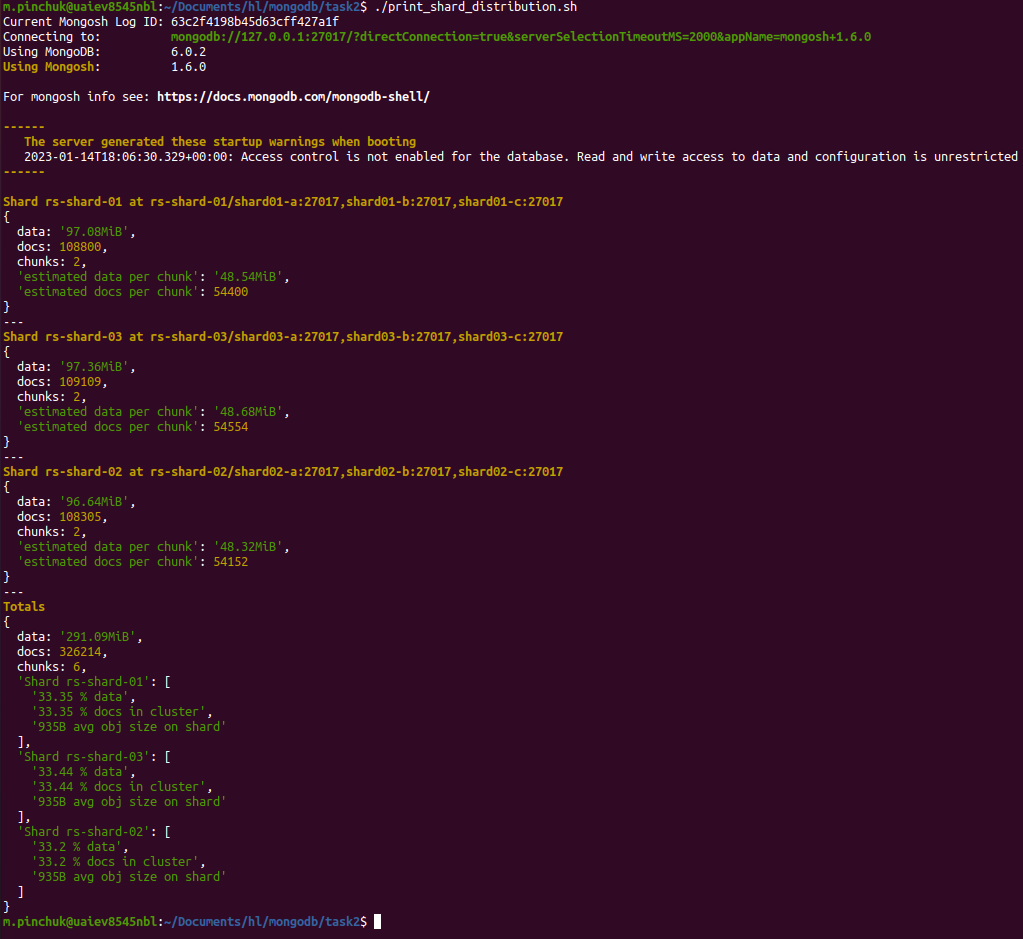 m.pinchuk@uaiev8545nbl:~/Documents/hl/mongodb/task2$ ./print_shard_distribution.sh
Current Mongosh Log ID: 63c2f4198b45d63cff427a1f
Connecting to:          mongodb://127.0.0.1:27017/?directConnection=true&serverSelectionTimeoutMS=2000&appName=mongosh+1.6.0
Using MongoDB:          6.0.2
Using Mongosh:          1.6.0

For mongosh info see: https://docs.mongodb.com/mongodb-shell/

------
   The server generated these startup warnings when booting
   2023-01-14T18:06:30.329+00:00: Access control is not enabled for the database. Read and write access to data and configuration is unrestricted
------

Shard rs-shard-01 at rs-shard-01/shard01-a:27017,shard01-b:27017,shard01-c:27017
{
  data: '97.08MiB',
  docs: 108800,
  chunks: 2,
  'estimated data per chunk': '48.54MiB',
  'estimated docs per chunk': 54400
}
---
Shard rs-shard-03 at rs-shard-03/shard03-a:27017,shard03-b:27017,shard03-c:27017
{
  data: '97.36MiB',
  docs: 109109,
  chunks: 2,
  'estimated data per chunk': '48.68MiB',
  'estimated docs per chunk': 54554
}
---
Shard rs-shard-02 at rs-shard-02/shard02-a:27017,shard02-b:27017,shard02-c:27017
{
  data: '96.64MiB',
  docs: 108305,
  chunks: 2,
  'estimated data per chunk': '48.32MiB',
  'estimated docs per chunk': 54152
}
---
Totals
{
  data: '291.09MiB',
  docs: 326214,
  chunks: 6,
  'Shard rs-shard-01': [
    '33.35 % data',
    '33.35 % docs in cluster',
    '935B avg obj size on shard'
  ],
  'Shard rs-shard-03': [
    '33.44 % data',
    '33.44 % docs in cluster',
    '935B avg obj size on shard'
  ],
  'Shard rs-shard-02': [
    '33.2 % data',
    '33.2 % docs in cluster',
    '935B avg obj size on shard'
  ]
}
m.pinchuk@uaiev8545nbl:~/Documents/hl/mongodb/task2$